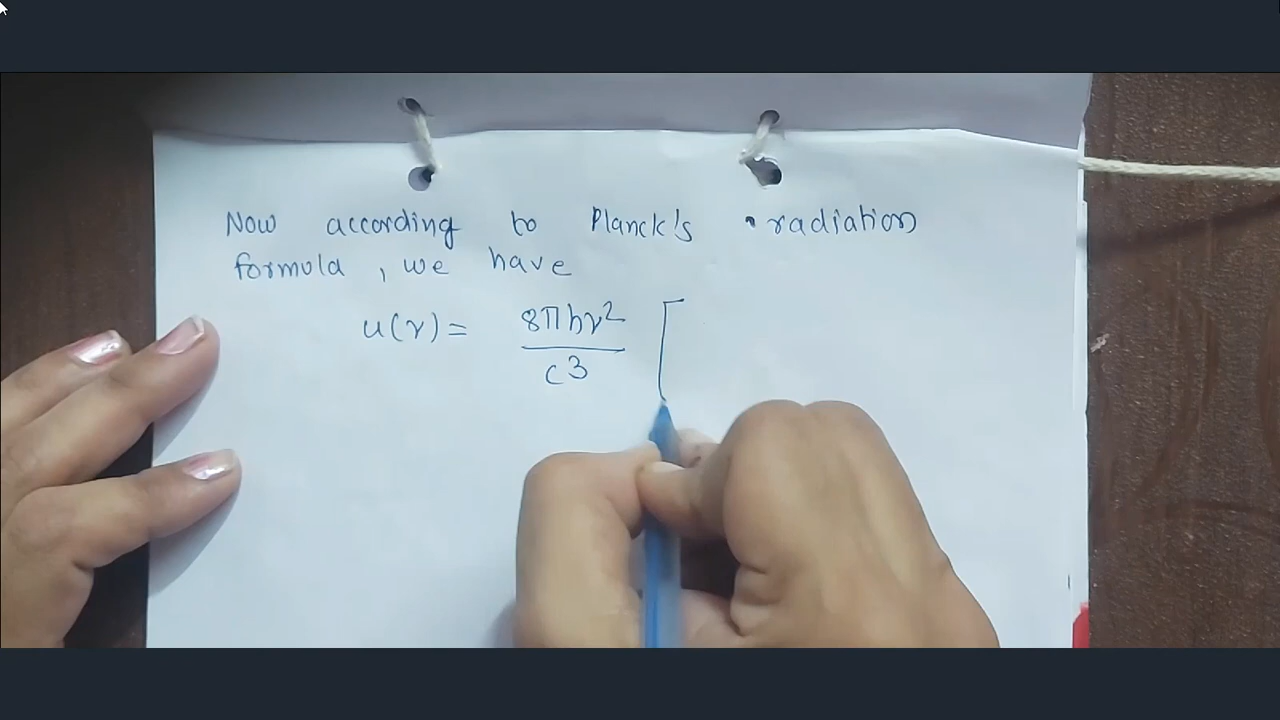 Now according to Planck's radiation
formula, we have
u(ν) = 8πhν² / c³ [